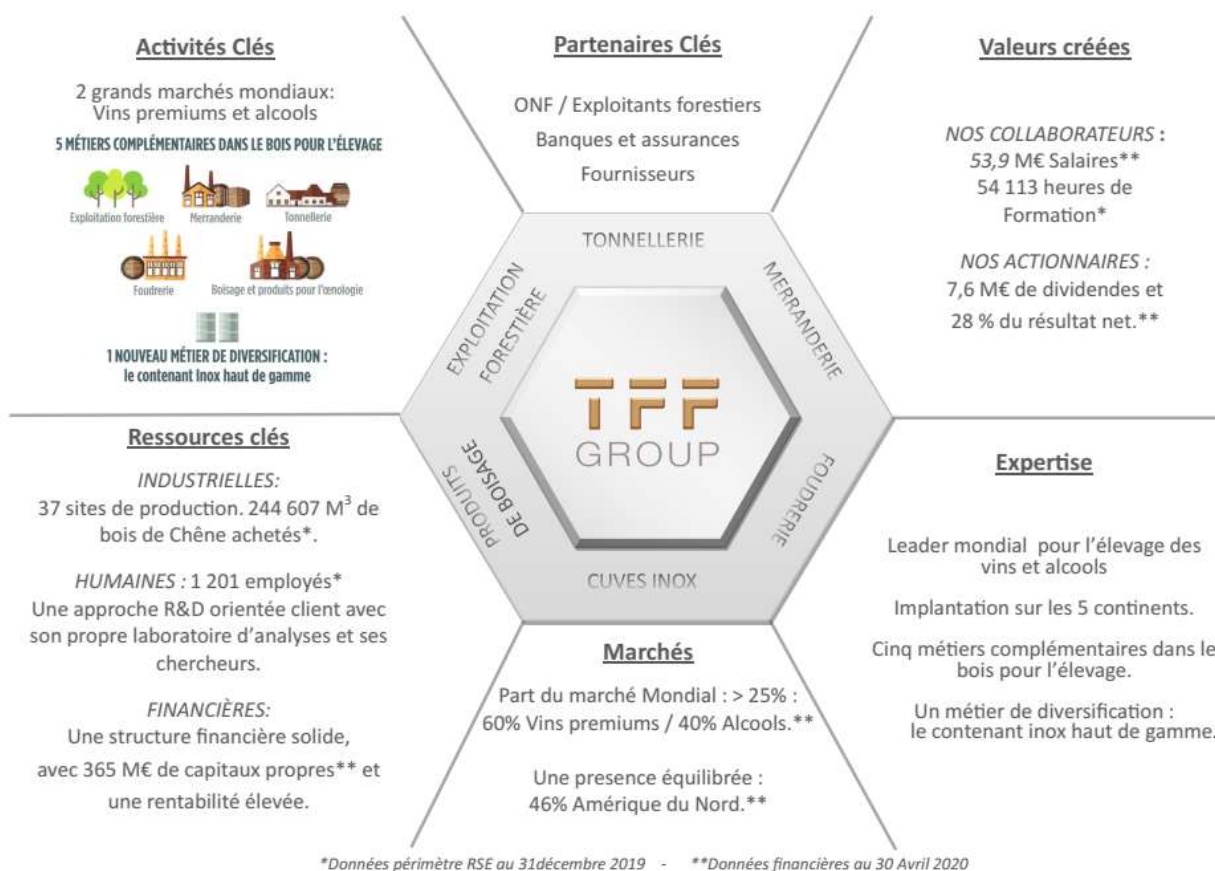 Activités Clés
2 grands marchés mondiaux:
Vins premiums et alcools
5 MÉTIERS COMPLÉMENTAIRES DANS LE BOIS POUR L'ÉLEVAGE
Exploitation forestière
Merranderie
Tonnellerie
Foudrerie
Boisage et produits pour l'œnologie
1 NOUVEAU MÉTIER DE DIVERSIFICATION :
le contenant Inox haut de gamme
Partenaires Clés
ONF / Exploitants forestiers
Banques et assurances
Fournisseurs
Valeurs créées
NOS COLLABORATEURS :
53,9 M€ Salaires**
54 113 heures de
Formation*
NOS ACTIONNAIRES :
7,6 M€ de dividendes et
28 % du résultat net.**
TONNELLERIE
MERRANDERIE
FOUDRERIE
CUVES INOX
PRODUITS
DE BOISAGE
EXPLOITATION
FORESTIÈRE
TFF
GROUP
Ressources clés
INDUSTRIELLES:
37 sites de production. 244 607 M³ de
bois de Chêne achetés*.
HUMAINES : 1 201 employés*
Une approche R&D orientée client avec
son propre laboratoire d'analyses et ses
chercheurs.
FINANCIÈRES:
Une structure financière solide,
avec 365 M€ de capitaux propres** et
une rentabilité élevée.
Marchés
Part du marché Mondial : > 25% :
60% Vins premiums / 40% Alcools.**
Une presence équilibrée :
46% Amérique du Nord.**
Expertise
Leader mondial pour l'élevage des
vins et alcools
Implantation sur les 5 continents.
Cinq métiers complémentaires dans le
bois pour l'élevage.
Un métier de diversification :
le contenant inox haut de gamme.
*Données périmètre RSE au 31décembre 2019 - **Données financières au 30 Avril 2020